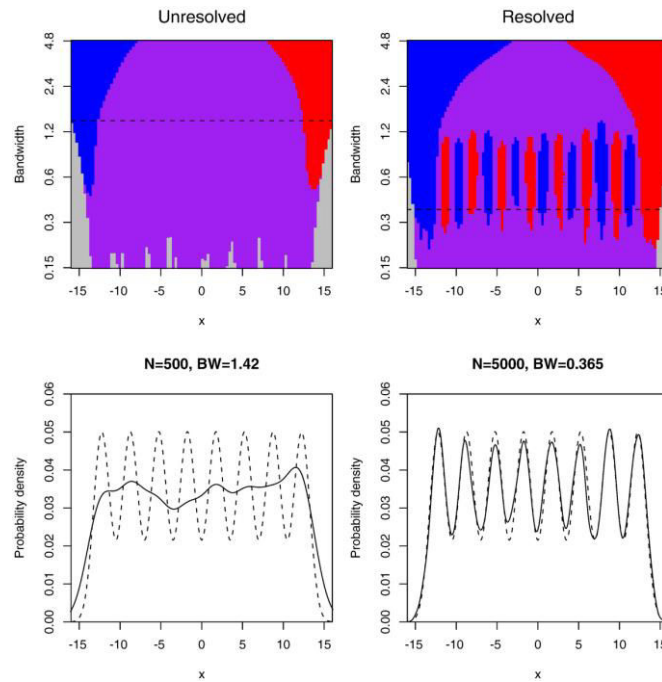 Unresolved
Resolved
4.8
2.4
1.2
0.6
0.3
0.15
Bandwidth
-15 -10 -5 0 5 10 15
x
4.8
2.4
1.2
0.6
0.3
0.15
Bandwidth
-15 -10 -5 0 5 10 15
x
N=500, BW=1.42
N=5000, BW=0.365
0.06
0.05
0.04
0.03
0.02
0.01
0.00
Probability density
-15 -10 -5 0 5 10 15
x
0.06
0.05
0.04
0.03
0.02
0.01
0.00
Probability density
-15 -10 -5 0 5 10 15
x